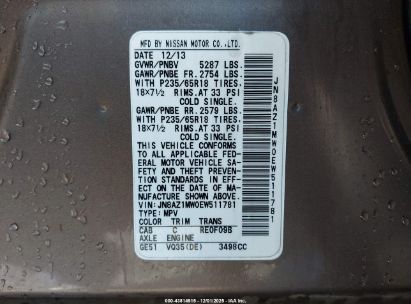 MFD BY NISSAN MOTOR CO.,LTD.
DATE 12/13
GVWR/PNBV 5287 LBS.
GAWR/PNBE FR. 2754 LBS.
WITH P235/65R18 TIRES.
18×7½ RIMS.AT 33 PSI
COLD SINGLE.
GAWR/PNBE RR. 2579 LBS.
WITH P235/65R18 TIRES.
18×7½ RIMS.AT 33 PSI
COLD SINGLE.
THIS VEHICLE CONFORMS
TO ALL APPLICABLE FED-
ERAL MOTOR VEHICLE SA-
FETY AND THEFT PREVEN-
TION STANDARDS IN EFF-
ECT ON THE DATE OF MA-
NUFACTURE SHOWN ABOVE.
VIN:JN8AZ1MW0EW511781
TYPE:MPV
COLOR TRIM TRANS
CAB C RE0F09B
AXLE ENGINE
GE51 VQ35(DE) 3498CC
JN8AZ1MW0EW511781